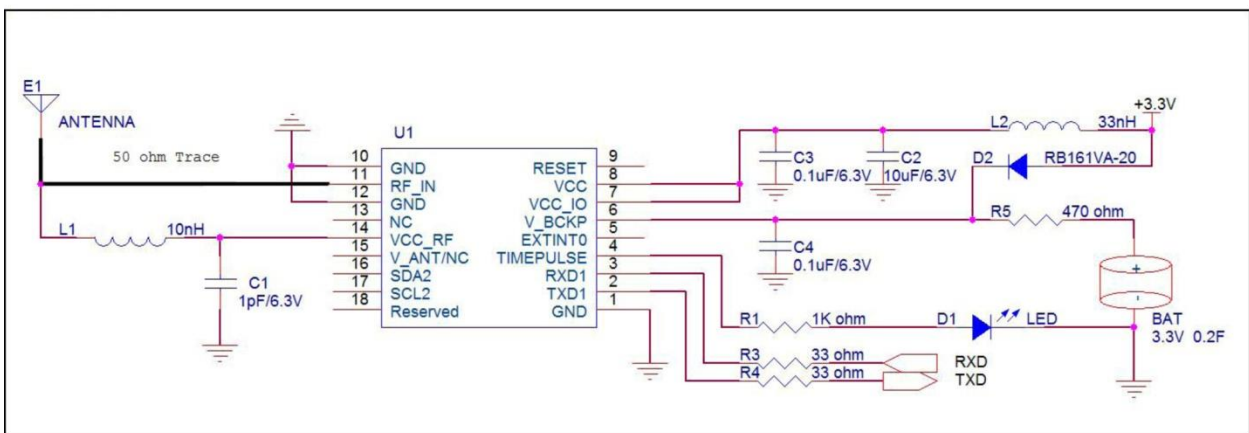 E1
ANTENNA
50 ohm Trace
L1
10nH
C1
1pF/6.3V
U1
10
11
12
13
14
15
16
17
18
GND
RF_IN
GND
NC
VCC_RF
V_ANT/NC
SDA2
SCL2
Reserved
RESET
VCC
VCC_IO
V_BCKP
EXTINT0
TIMEPULSE
RXD1
TXD1
GND
9
8
7
6
5
4
3
2
1
C3
0.1uF/6.3V
C2
10uF/6.3V
L2
33nH
+3.3V
D2
RB161VA-20
R5
470 ohm
C4
0.1uF/6.3V
+
-
BAT
3.3V 0.2F
R1
1K ohm
D1
LED
R3
33 ohm
RXD
R4
33 ohm
TXD